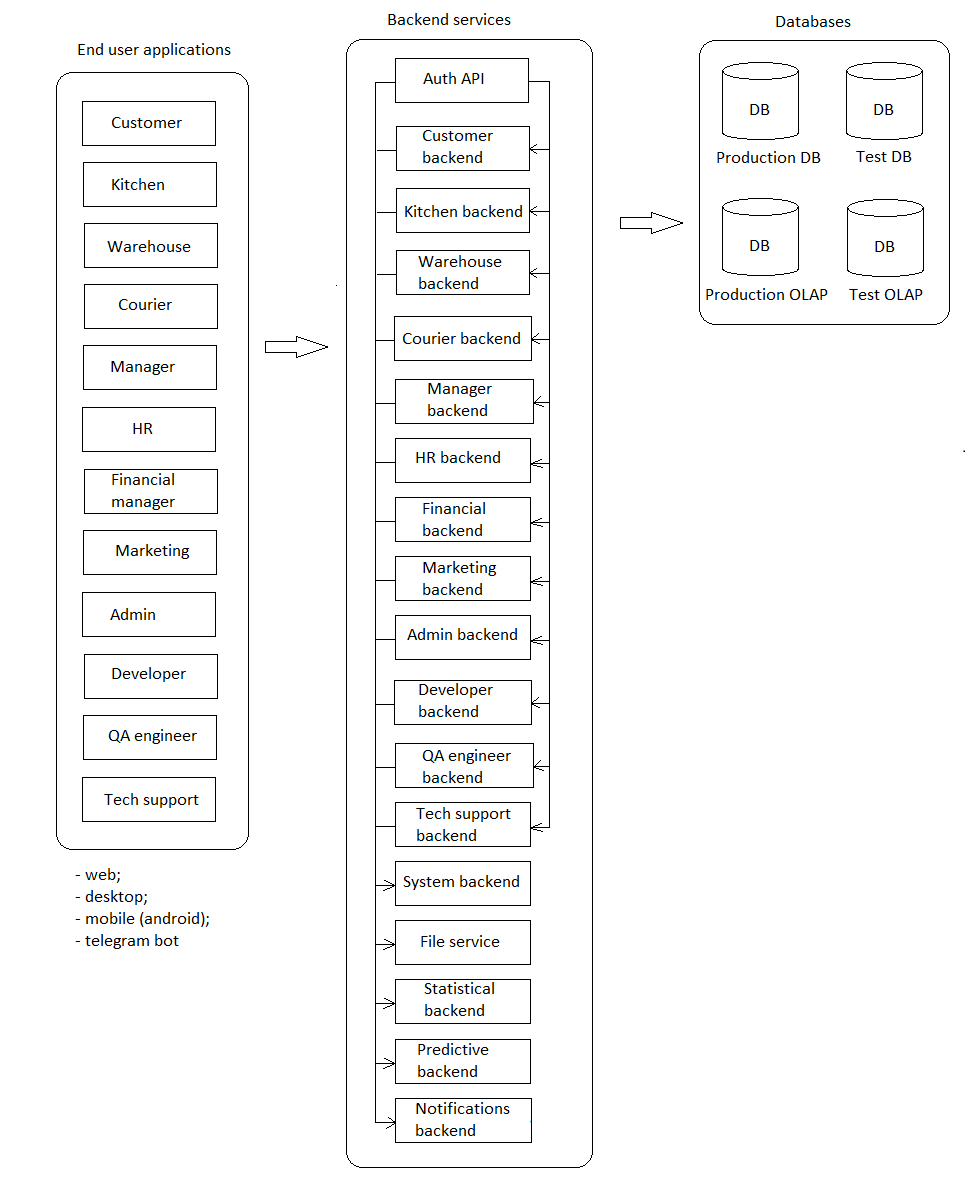 End user applications
Customer
Kitchen
Warehouse
Courier
Manager
HR
Financial
manager
Marketing
Admin
Developer
QA engineer
Tech support
- web;
- desktop;
- mobile (android);
- telegram bot
Backend services
Auth API
Customer
backend
Kitchen backend
Warehouse
backend
Courier backend
Manager
backend
HR backend
Financial
backend
Marketing
backend
Admin backend
Developer
backend
QA engineer
backend
Tech support
backend
System backend
File service
Statistical
backend
Predictive
backend
Notifications
backend
Databases
DB
Production DB
DB
Test DB
DB
Production OLAP
DB
Test OLAP